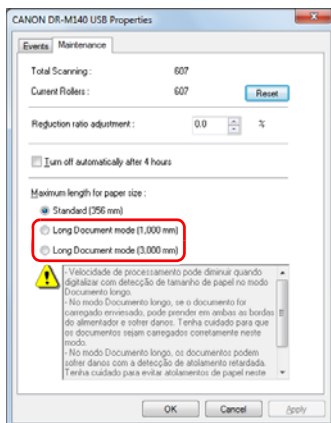 CANON DR-M140 USB Properties
Events Maintenance
Total Scanning : 607
Current Rollers : 607 Reset
Reduction ratio adjustment : 0.0 %
Turn off automatically after 4 hours
Maximum length for paper size :
Standard (356 mm)
Long Document mode (1,000 mm)
Long Document mode (3,000 mm)
- Velocidade de processamento pode diminuir quando
digitalizar com detecção de tamanho de papel no modo
Documento longo.
- No modo Documento longo, se o documento for
carregado enviesado, pode prender em ambas as bordas
do alimentador e sofrer danos. Tenha cuidado para que
os documentos sejam carregados corretamente neste
modo.
- No modo Documento longo, os documentos podem
sofrer danos com a detecção de atolamento retardada.
Tenha cuidado para evitar atolamentos de papel neste
OK Cancel Apply